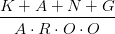 K + A + N + G
A · R · O · O